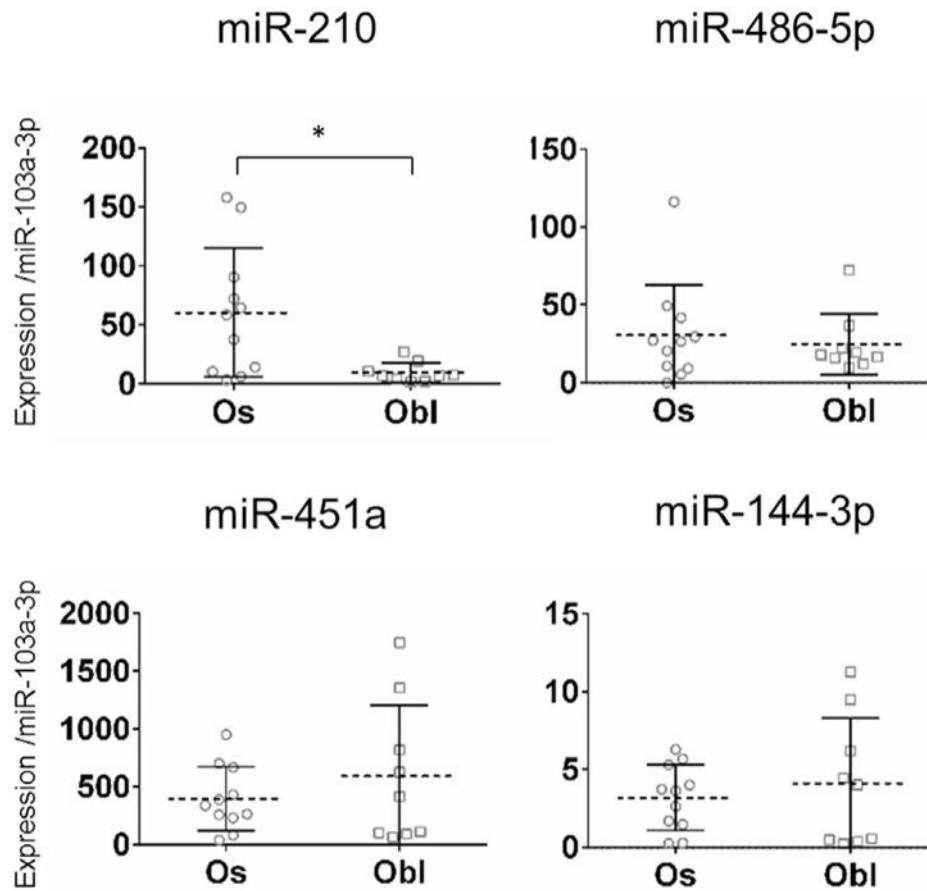 miR-210
miR-486-5p
Expression /miR-103a-3p
*
200
150
100
50
0
Os
Obl
150
100
50
0
Os
Obl
miR-451a
miR-144-3p
Expression /miR-103a-3p
2000
1500
1000
500
0
Os
Obl
15
10
5
0
Os
Obl